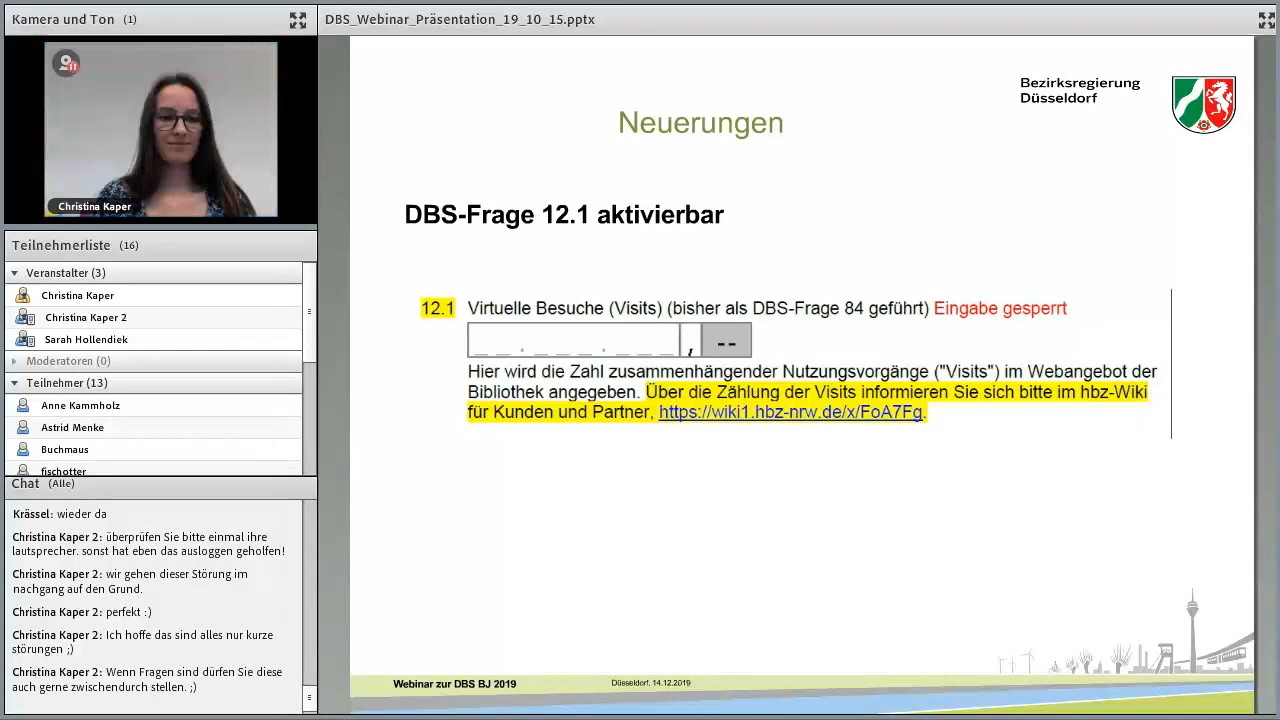 Kamera und Ton (1)
Christina Kaper
Teilnehmerliste (16)
Veranstalter (3)
Christina Kaper
Christina Kaper 2
Sarah Hollendiek
Moderatoren (0)
Teilnehmer (13)
Anne Kammholz
Astrid Menke
Buchmaus
fischotter
Chat (Alle)
Krässel: wieder da
Christina Kaper 2: überprüfen Sie bitte einmal ihre
lautsprecher. sonst hat eben das ausloggen geholfen!
Christina Kaper 2: wir gehen dieser Störung im
nachgang auf den Grund.
Christina Kaper 2: perfekt :)
Christina Kaper 2: Ich hoffe das sind alles nur kurze
störungen ;)
Christina Kaper 2: Wenn Fragen sind dürfen Sie diese
auch gerne zwischendurch stellen. ;)
DBS_Webinar_Präsentation_19_10_15.pptx
Bezirksregierung
Düsseldorf
Neuerungen
DBS-Frage 12.1 aktivierbar
12.1 Virtuelle Besuche (Visits) (bisher als DBS-Frage 84 geführt) Eingabe gesperrt
_ _ . _ _ _ . _ _ _ , --
Hier wird die Zahl zusammenhängender Nutzungsvorgänge ("Visits") im Webangebot der
Bibliothek angegeben. Über die Zählung der Visits informieren Sie sich bitte im hbz-Wiki
für Kunden und Partner, https://wiki1.hbz-nrw.de/x/FoA7Fg.
Webinar zur DBS BJ 2019
Düsseldorf. 14.12.2019